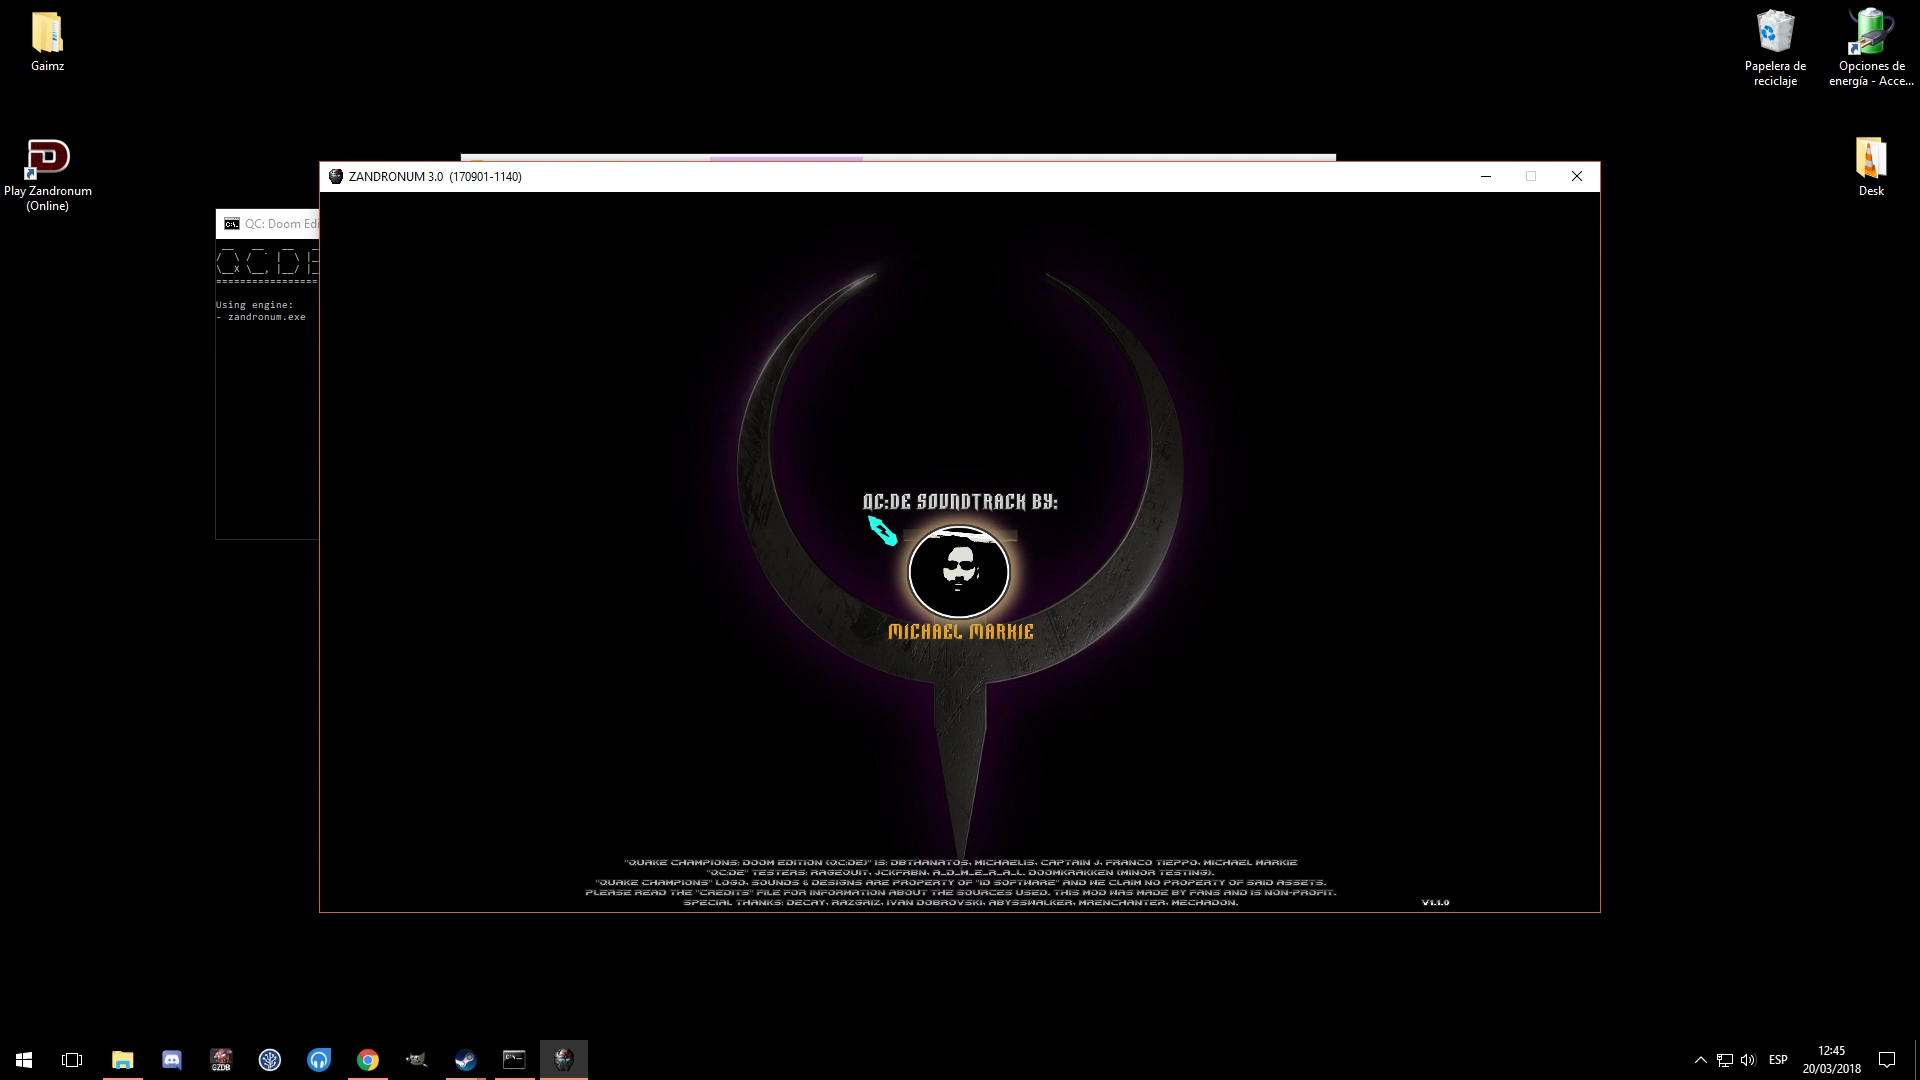 Gaimz
Papelera de
reciclaje
Opciones de
energía - Acce...
Play Zandronum
(Online)
Desk
ZANDRONUM 3.0 (170901-1140)
QC: Doom Edi
Using engine:
- zandronum.exe
QC:DE SOUNDTRACK BY:
MICHAEL MARKIE
"QUAKE CHAMPIONS: DOOM EDITION (QC:DE)" IS: DBTHANATOS, MICHAELIS, CAPTAIN J, FRANCO TIEPPO, MICHAEL MARKIE
"QC:DE" TESTERS: RAGEQUIT, JCKFRBN, A_D_M_E_R_A_L, DOOMKRAKKEN (MINOR TESTING).
"QUAKE CHAMPIONS" LOGO, SOUNDS & DESIGNS ARE PROPERTY OF "ID SOFTWARE" AND WE CLAIM NO PROPERTY OF SAID ASSETS.
PLEASE READ THE "CREDITS" FILE FOR INFORMATION ABOUT THE SOURCES USED. THIS MOD WAS MADE BY FANS AND IS NON-PROFIT.
SPECIAL THANKS: DECAY, RAZGRIZ, IVAN DOBROVSKI, ABYSSWALKER, MRENCHANTER, MECHADON.
V1.1.0
GZDB
ESP
12:45
20/03/2018